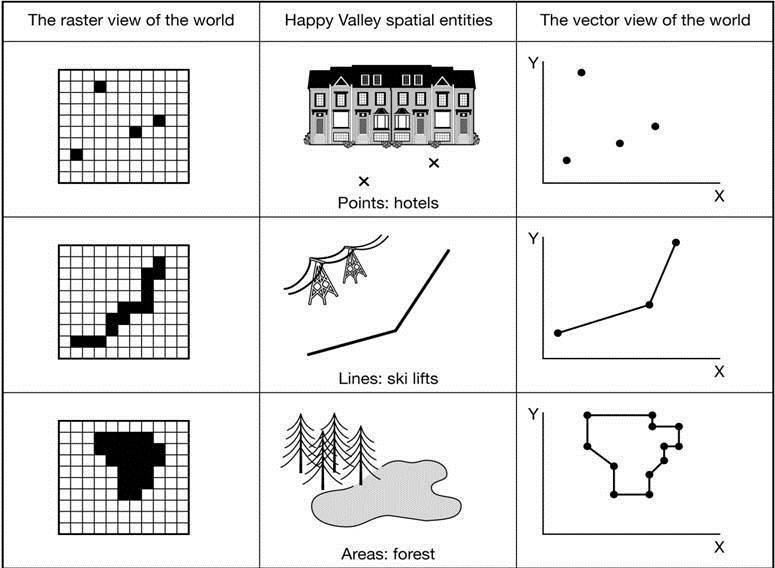 The raster view of the world
Happy Valley spatial entities
The vector view of the world
Y
X
Points: hotels
Y
X
Lines: ski lifts
Y
X
Areas: forest